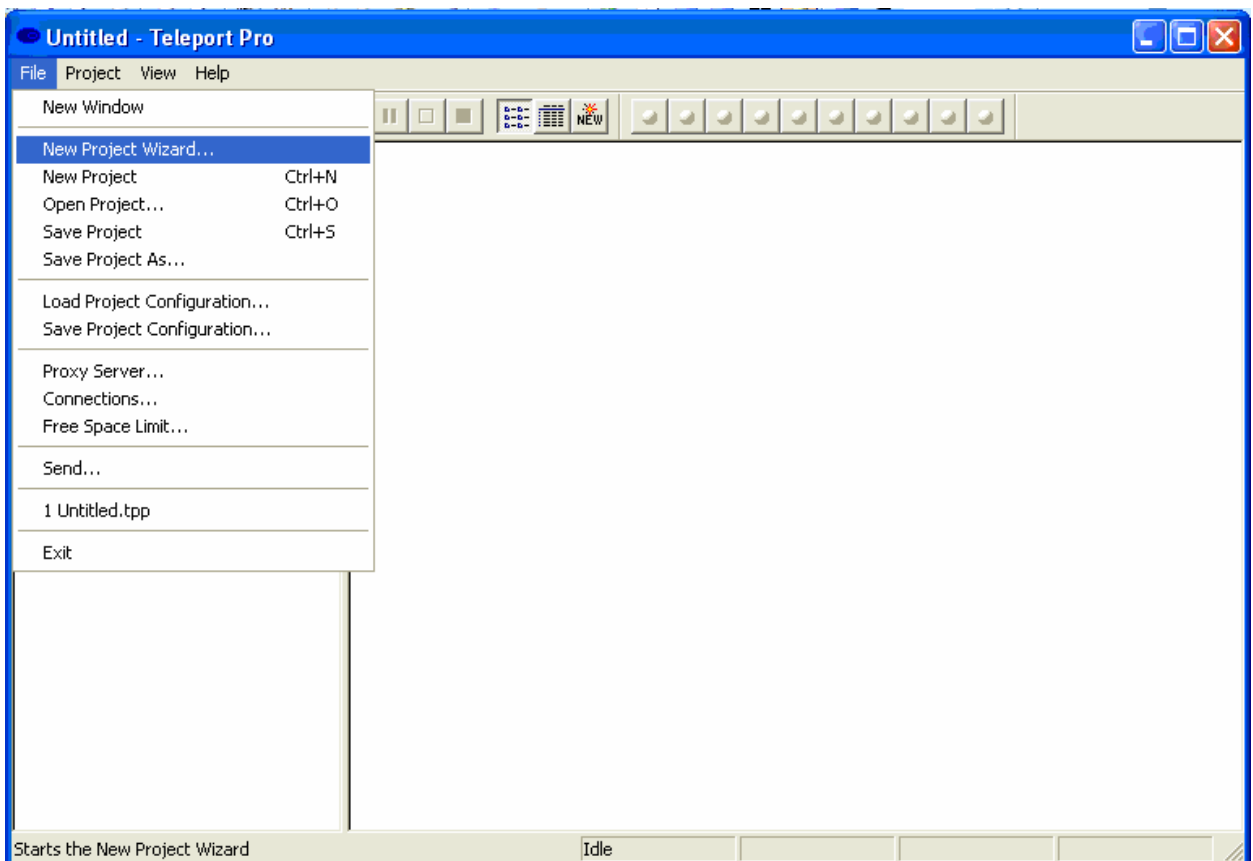 Untitled - Teleport Pro
File Project View Help
New Window
NEW
New Project Wizard...
New Project Ctrl+N
Open Project... Ctrl+O
Save Project Ctrl+S
Save Project As...
Load Project Configuration...
Save Project Configuration...
Proxy Server...
Connections...
Free Space Limit...
Send...
1 Untitled.tpp
Exit
Starts the New Project Wizard Idle